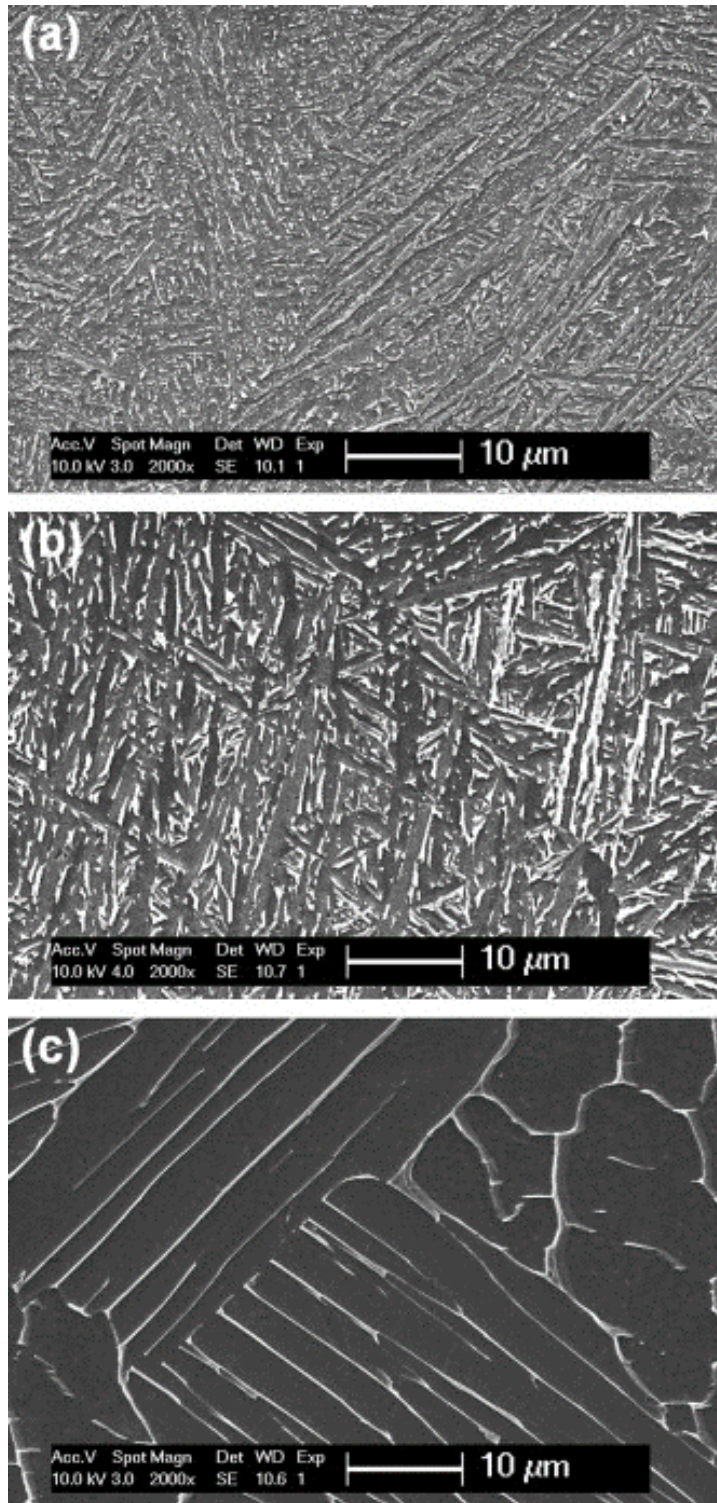 (a)
Acc.V Spot Magn Det WD Exp
10.0 kV 3.0 2000x SE 10.1 1 10 μm
(b)
Acc.V Spot Magn Det WD Exp
10.0 kV 4.0 2000x SE 10.7 1 10 μm
(c)
Acc.V Spot Magn Det WD Exp
10.0 kV 3.0 2000x SE 10.6 1 10 μm